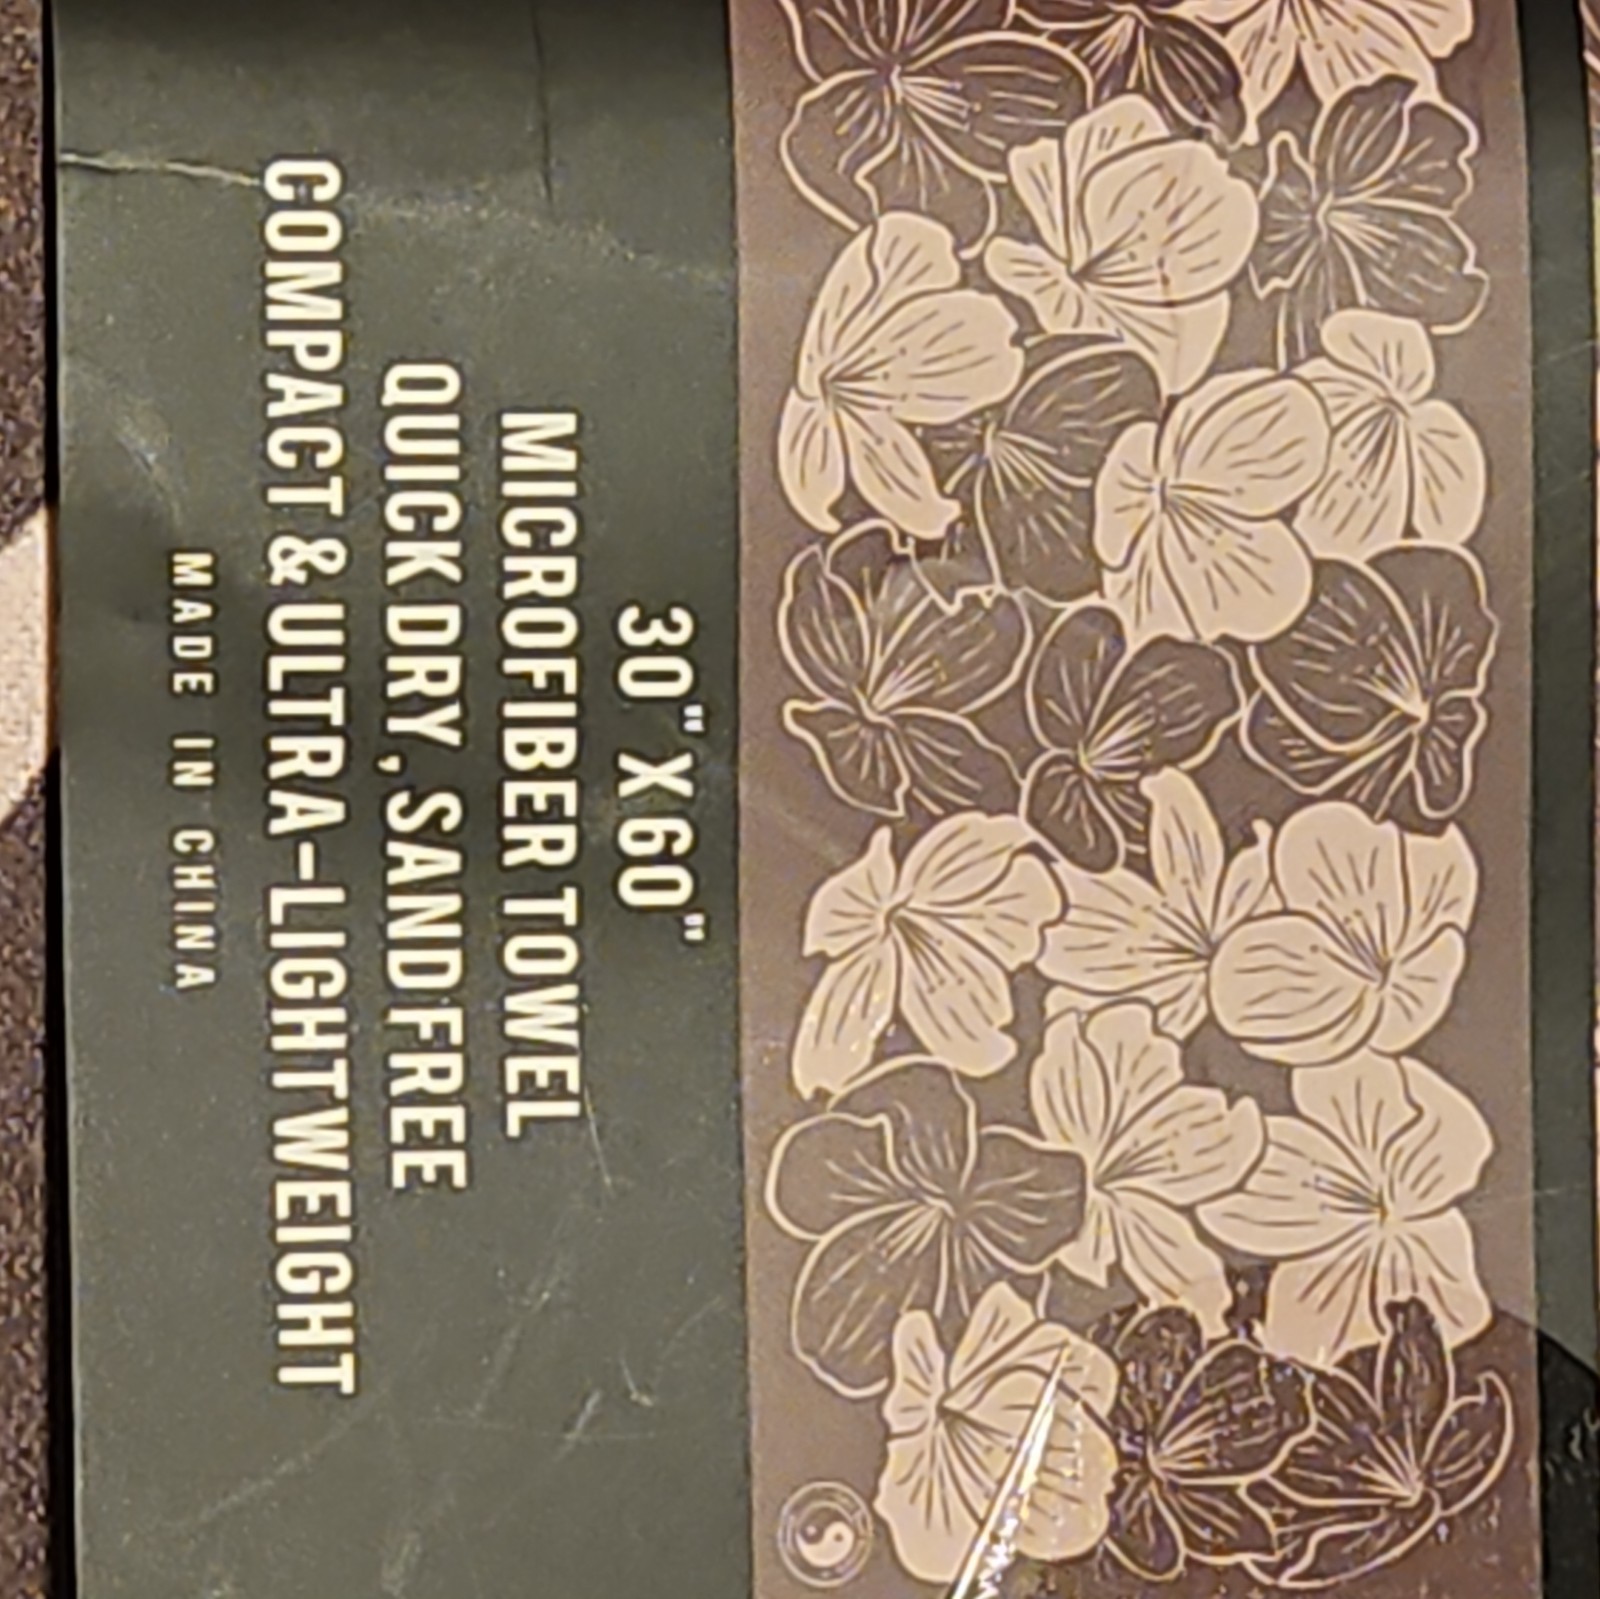 30" X 60"
MICROFIBER TOWEL
QUICK DRY, SAND FREE
COMPACT & ULTRA-LIGHTWEIGHT
MADE IN CHINA